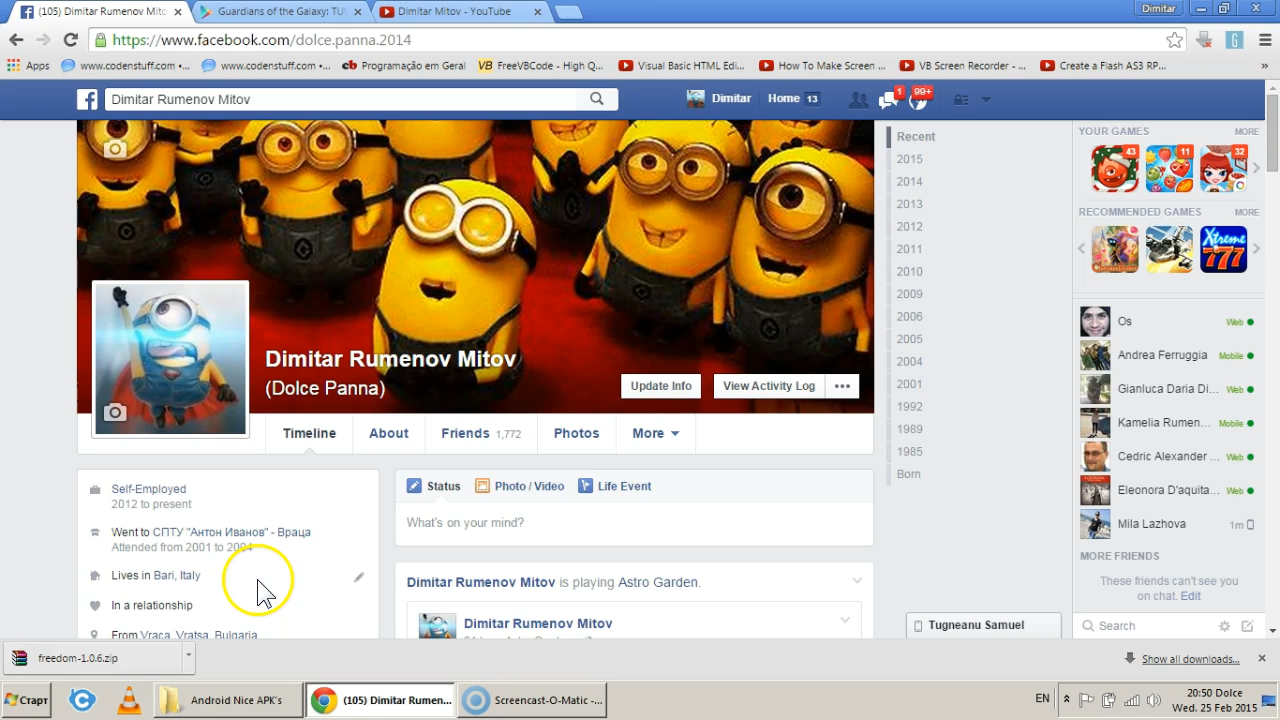 (105) Dimitar Rumenov Mito
Guardians of the Galaxy: TU
Dimitar Mitov - YouTube
Dimitar
https://www.facebook.com/dolce.panna.2014
Apps
www.codenstuff.com •...
www.codenstuff.com •...
Programação em Geral
FreeVBCode - High Q...
Visual Basic HTML Edi...
How To Make Screen ...
VB Screen Recorder - ...
Create a Flash AS3 RP...
Dimitar Rumenov Mitov
Dimitar
Home 13
1
99+
Dimitar Rumenov Mitov
(Dolce Panna)
Update Info
View Activity Log
Timeline
About
Friends 1,772
Photos
More
Self-Employed
2012 to present
Went to СПТУ "Антон Иванов" - Враца
Attended from 2001 to 2004
Lives in Bari, Italy
In a relationship
From Vraca, Vratsa, Bulgaria
Status
Photo / Video
Life Event
What's on your mind?
Dimitar Rumenov Mitov is playing Astro Garden.
Dimitar Rumenov Mitov
Recent
2015
2014
2013
2012
2011
2010
2009
2006
2005
2004
2001
1992
1989
1985
Born
YOUR GAMES
MORE
43
11
32
RECOMMENDED GAMES
MORE
Xtreme
777
Os
Web
Andrea Ferruggia
Mobile
Gianluca Daria Di...
Web
Kamelia Rumen...
Mobile
Cedric Alexander ...
Web
Eleonora D'aquita...
Web
Mila Lazhova
1m
MORE FRIENDS
These friends can't see you
on chat. Edit
Tugneanu Samuel
Search
freedom-1.0.6.zip
Show all downloads...
Старт
Android Nice APK's
(105) Dimitar Rumen...
Screencast-O-Matic -...
EN
20:50 Dolce
Wed. 25 Feb 2015